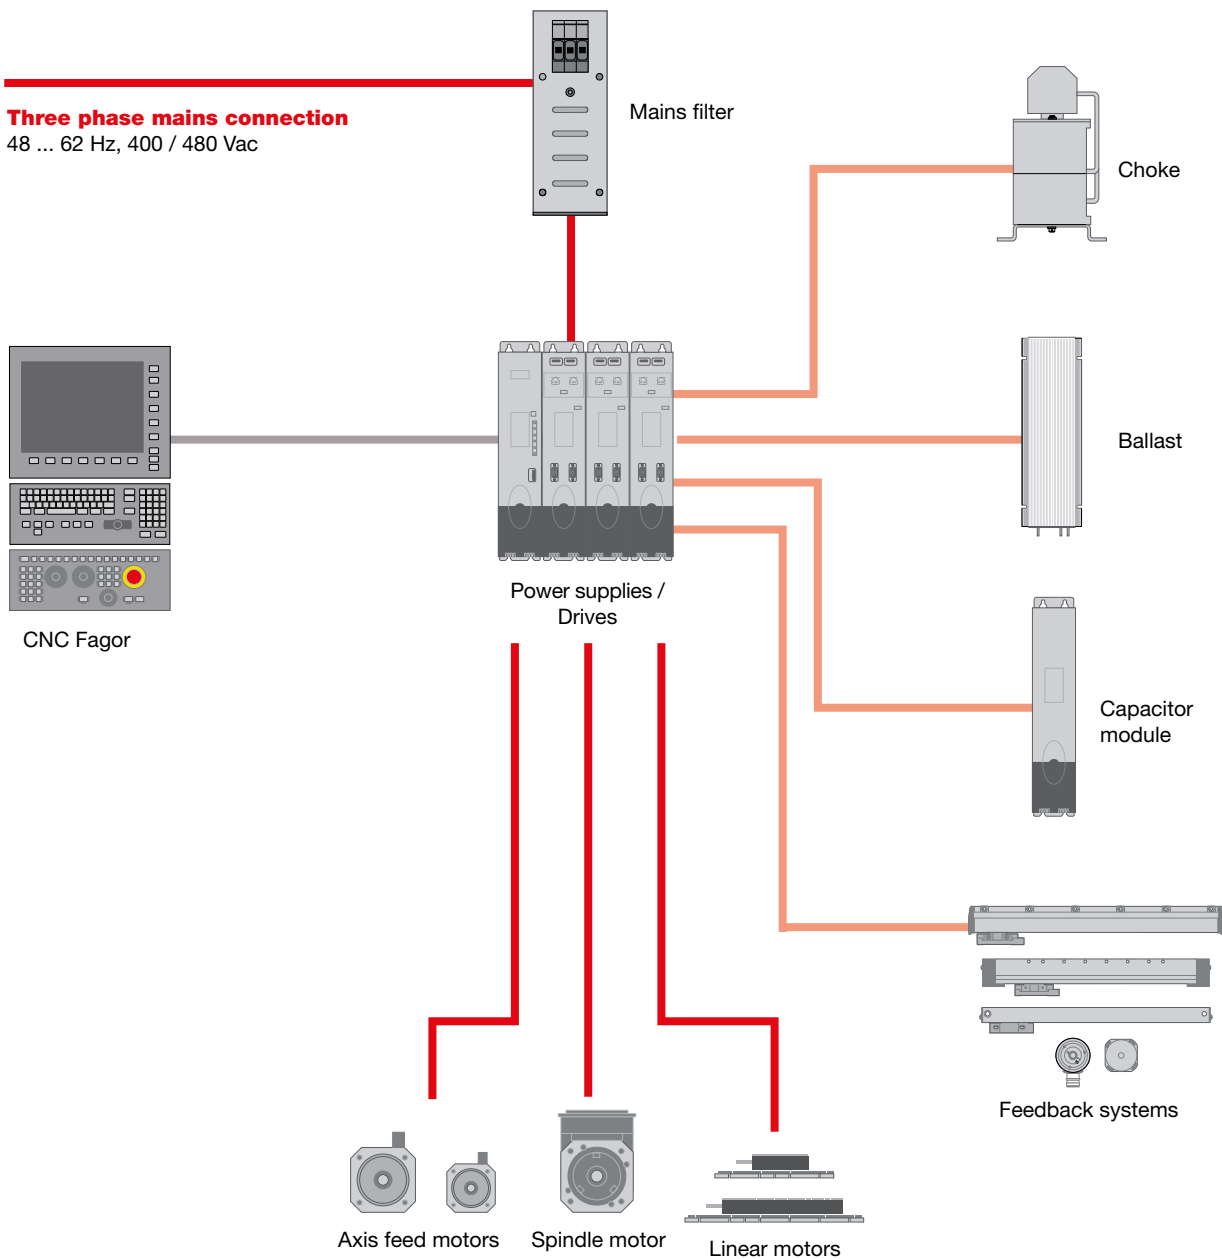 Mains filter
Three phase mains connection
48 ... 62 Hz, 400 / 480 Vac
Choke
Ballast
Power supplies /
Drives
CNC Fagor
Capacitor
module
Feedback systems
Axis feed motors
Spindle motor
Linear motors